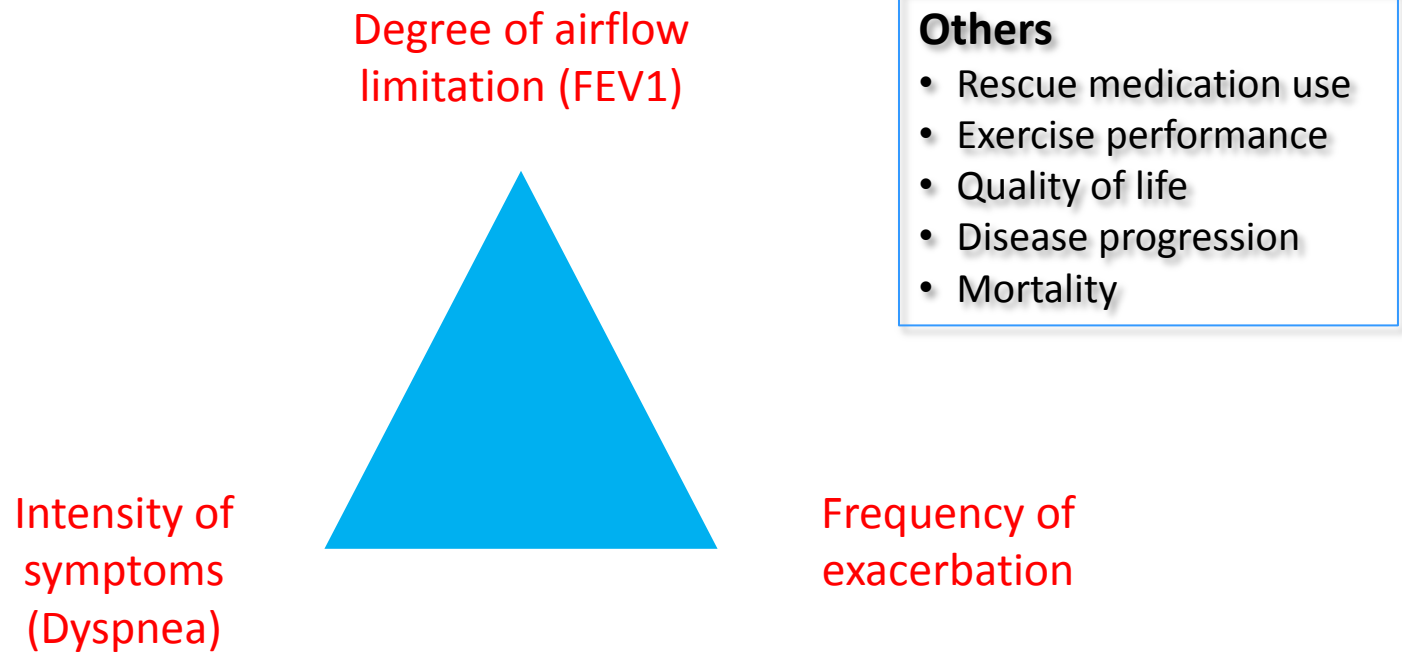 Degree of airflow
limitation (FEV1)
Others
• Rescue medication use
• Exercise performance
• Quality of life
• Disease progression
• Mortality
Intensity of
symptoms
(Dyspnea)
Frequency of
exacerbation